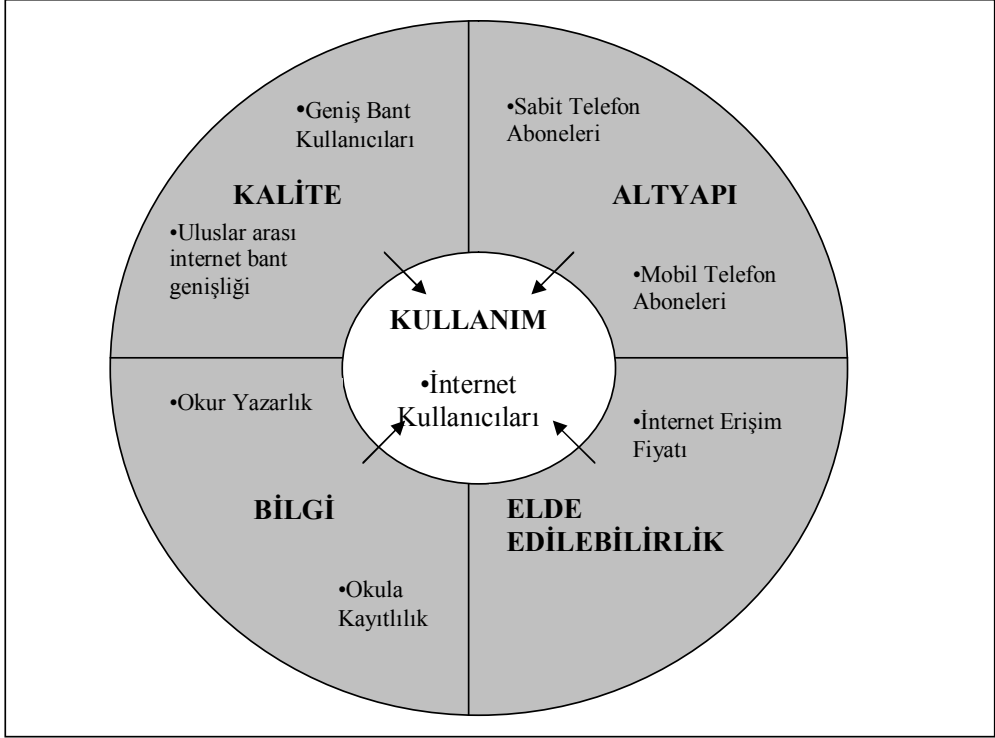 •Geniş Bant
Kullanıcıları
KALİTE
•Uluslar arası
internet bant
genişliği
•Sabit Telefon
Aboneleri
ALTYAPI
•Mobil Telefon
Aboneleri
KULLANIM
•İnternet
Kullanıcıları
•Okur Yazarlık
BİLGİ
•Okula
Kayıtlılık
•İnternet Erişim
Fiyatı
ELDE
EDİLEBİLİRLİK